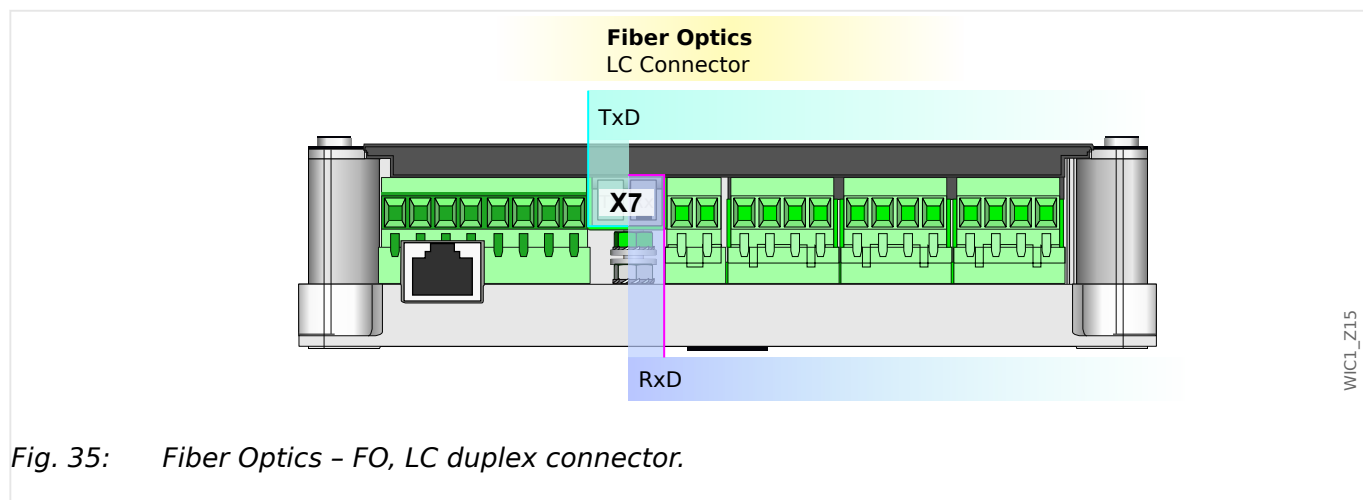 Fiber Optics
LC Connector
TxD
X7
RxD
WIC1_Z15
Fig. 35: Fiber Optics – FO, LC duplex connector.